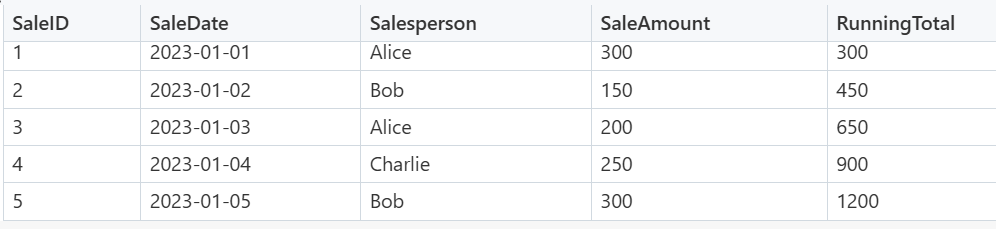 SaleID SaleDate Salesperson SaleAmount RunningTotal
1 2023-01-01 Alice 300 300
2 2023-01-02 Bob 150 450
3 2023-01-03 Alice 200 650
4 2023-01-04 Charlie 250 900
5 2023-01-05 Bob 300 1200